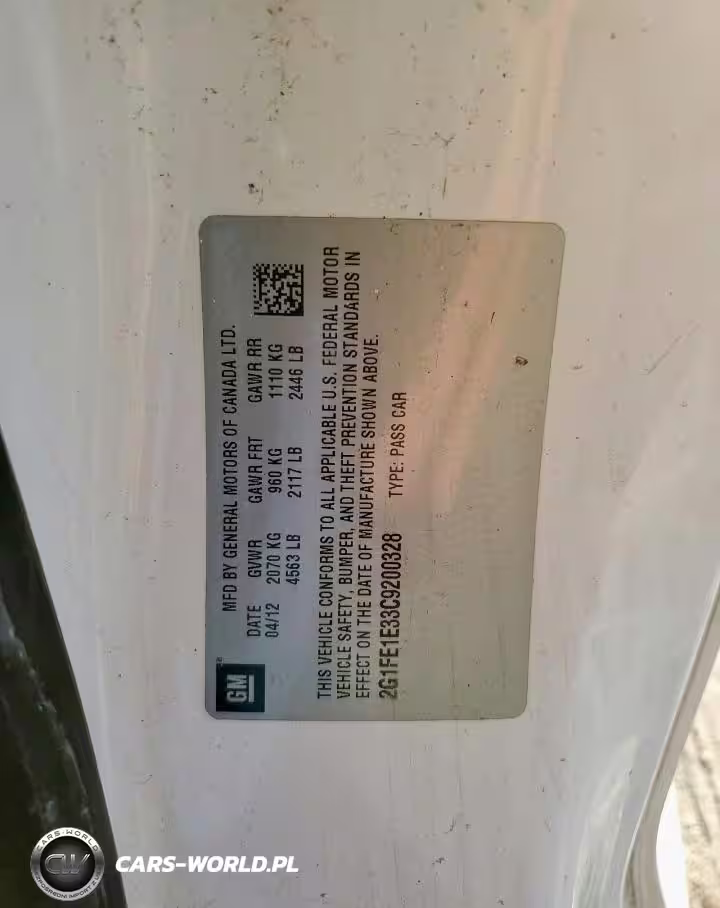 MFD BY GENERAL MOTORS OF CANADA LTD.
DATE GVWR GAWR FRT GAWR RR
04/12 2070 KG 960 KG 1110 KG
4563 LB 2117 LB 2446 LB
THIS VEHICLE CONFORMS TO ALL APPLICABLE U.S. FEDERAL MOTOR
VEHICLE SAFETY, BUMPER, AND THEFT PREVENTION STANDARDS IN
EFFECT ON THE DATE OF MANUFACTURE SHOWN ABOVE.
2G1FE1E33C9200328 TYPE: PASS CAR
GM
CARS-WORLD
CW
CARS-WORLD.PL